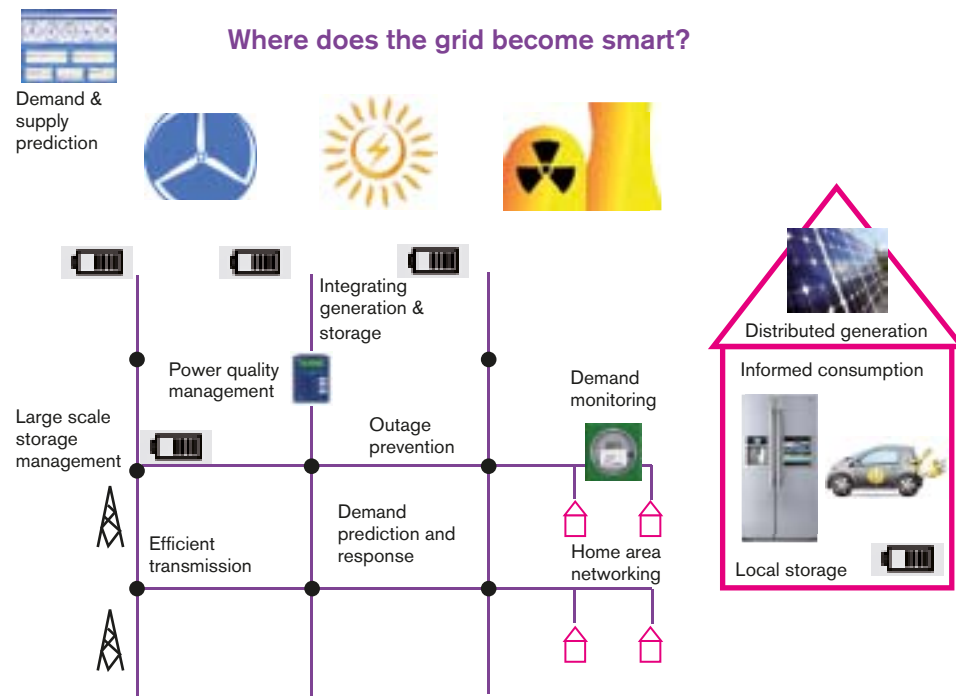 Where does the grid become smart?
Demand &
supply
prediction
Integrating
generation &
storage
Power quality
management
Large scale
storage
management
Outage
prevention
Demand
monitoring
Efficient
transmission
Demand
prediction and
response
Home area
networking
Distributed generation
Informed consumption
Local storage